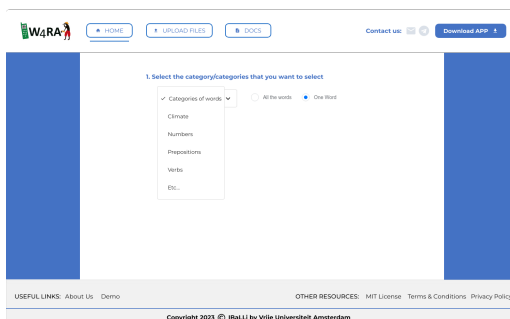 W4RA
HOME
UPLOAD FILES
DOCS
Contact us:
Download APP
1. Select the category/categories that you want to select
Categories of words
All the words
One Word
Climate
Numbers
Prepositions
Verbs
Etc...
USEFUL LINKS: About Us Demo
OTHER RESOURCES: MIT License Terms & Conditions Privacy Policy
Copyright 2023 © IBaLLi by Vrije Universiteit Amsterdam